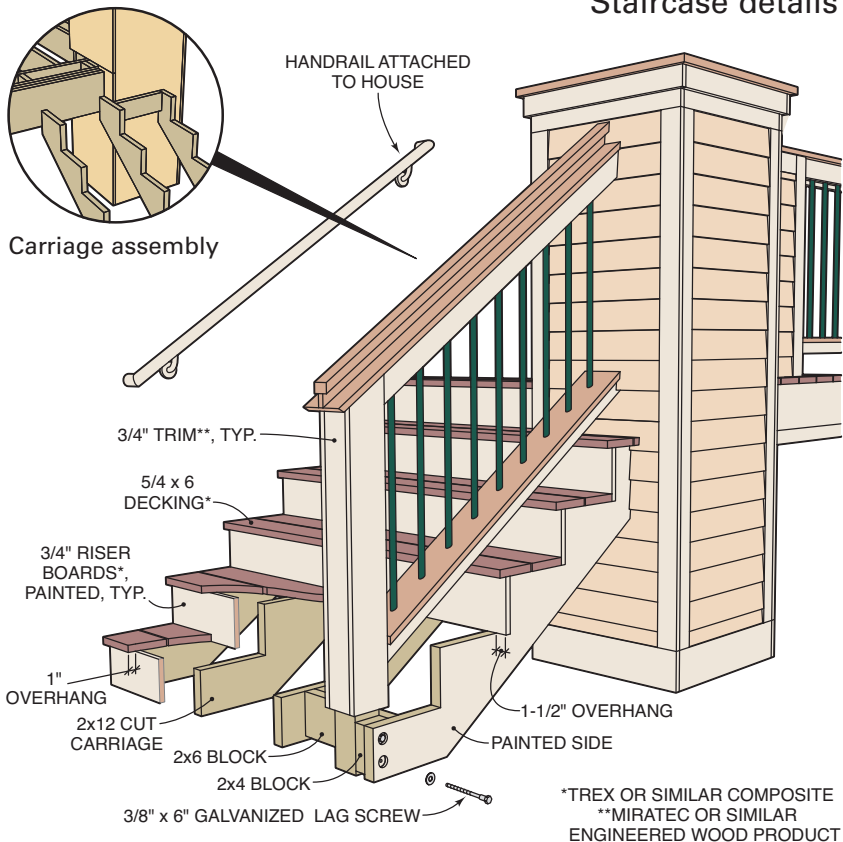 Staircase details
HANDRAIL ATTACHED
TO HOUSE
Carriage assembly
3/4" TRIM**, TYP.
5/4 x 6
DECKING*
3/4" RISER
BOARDS*,
PAINTED, TYP.
1"
OVERHANG
2x12 CUT
CARRIAGE
2x6 BLOCK
2x4 BLOCK
3/8" x 6" GALVANIZED LAG SCREW
1-1/2" OVERHANG
PAINTED SIDE
*TREX OR SIMILAR COMPOSITE
**MIRATEC OR SIMILAR
ENGINEERED WOOD PRODUCT